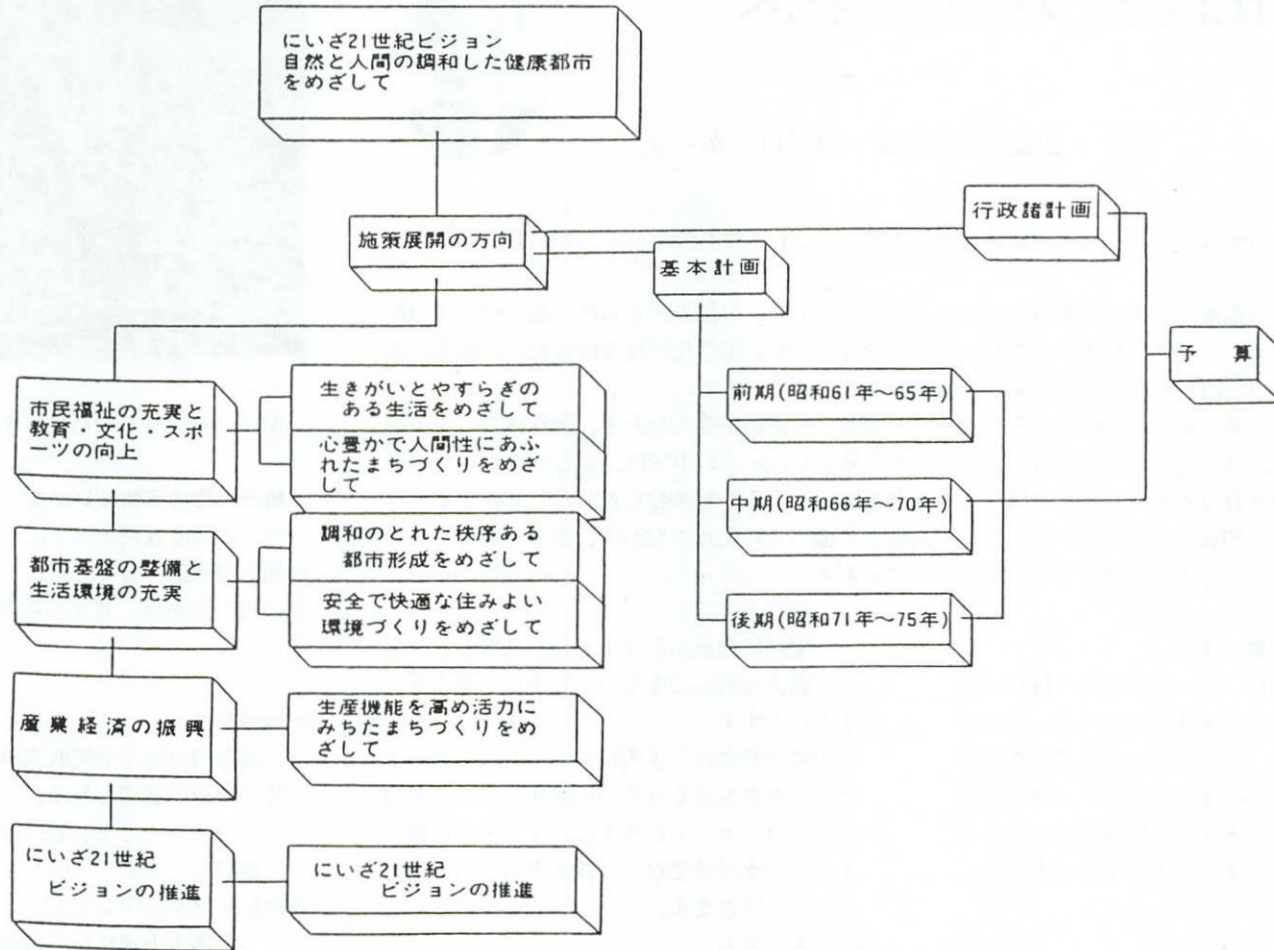 にいざ21世紀ビジョン
自然と人間の調和した健康都市
をめざして
施策展開の方向
行政諸計画
基本計画
予算
市民福祉の充実と
教育・文化・スポ
ーツの向上
生きがいとやすらぎの
ある生活をめざして
心豊かで人間性にあふ
れたまちづくりをめざ
して
都市基盤の整備と
生活環境の充実
調和のとれた秩序ある
都市形成をめざして
安全で快適な住みよい
環境づくりをめざして
産業経済の振興
生産機能を高め活力に
みちたまちづくりをめ
ざして
にいざ21世紀
ビジョンの推進
にいざ21世紀
ビジョンの推進
前期(昭和61年～65年)
中期(昭和66年～70年)
後期(昭和71年～75年)